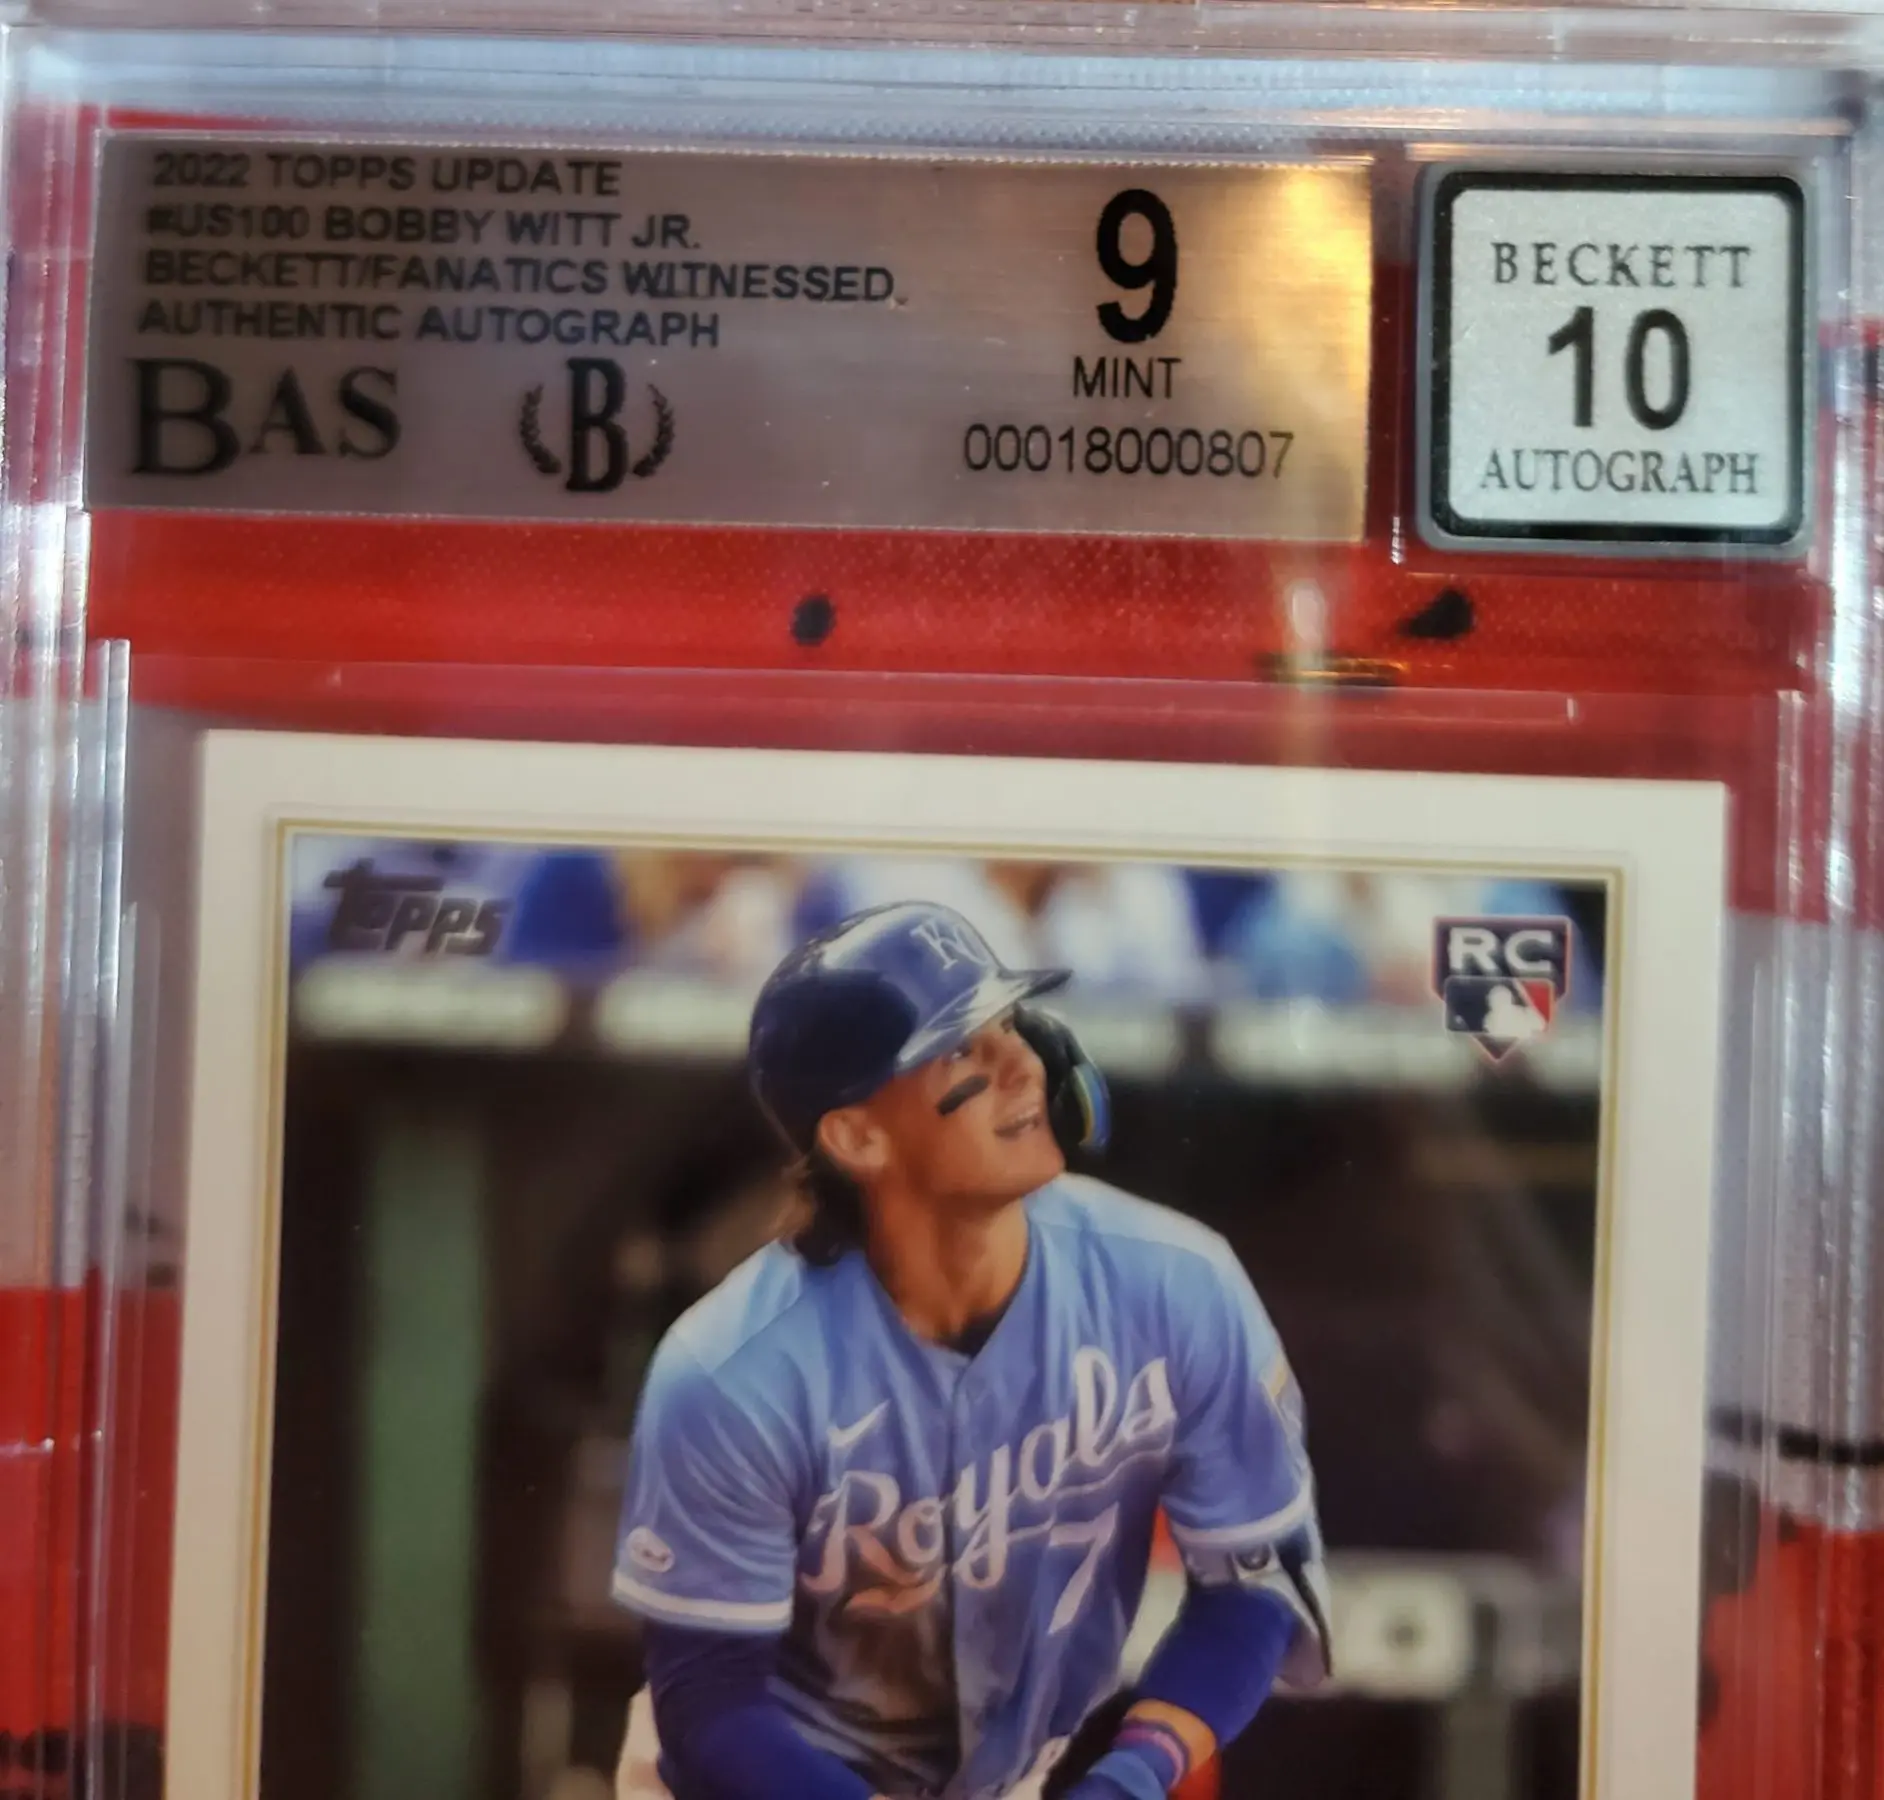 2022 TOPPS UPDATE
#US100 BOBBY WITT JR.
BECKETT/FANATICS WITNESSED
AUTHENTIC AUTOGRAPH
BAS
B
9
MINT
00018000807
BECKETT
10
AUTOGRAPH
TOPPS
RC
KC
Royals
7